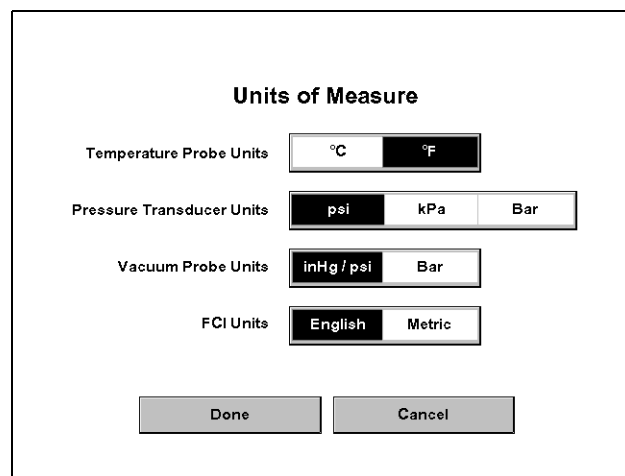 Units of Measure
Temperature Probe Units °C °F
Pressure Transducer Units psi kPa Bar
Vacuum Probe Units inHg / psi Bar
FCI Units English Metric
Done Cancel